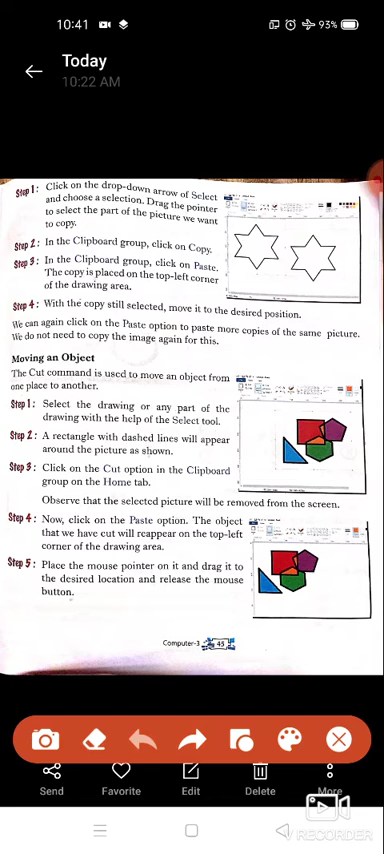 10:41
93%
Today
10:22 AM
Step 1: Click on the drop-down arrow of Select
and choose a selection. Drag the pointer
to select the part of the picture we want
to copy.
Step 2: In the Clipboard group, click on Copy.
Step 3: In the Clipboard group, click on Paste.
The copy is placed on the top-left corner
of the drawing area.
Step 4: With the copy still selected, move it to the desired position.
We can again click on the Paste option to paste more copies of the same picture.
We do not need to copy the image again for this.
Moving an Object
The Cut command is used to move an object from
one place to another.
Step 1: Select the drawing or any part of the
drawing with the help of the Select tool.
Step 2: A rectangle with dashed lines will appear
around the picture as shown.
Step 3: Click on the Cut option in the Clipboard
group on the Home tab.
Observe that the selected picture will be removed from the screen.
Step 4: Now, click on the Paste option. The object
that we have cut will reappear on the top-left
corner of the drawing area.
Step 5: Place the mouse pointer on it and drag it to
the desired location and release the mouse
button.
Computer-3 45
Send Favorite Edit Delete More
V RECORDER